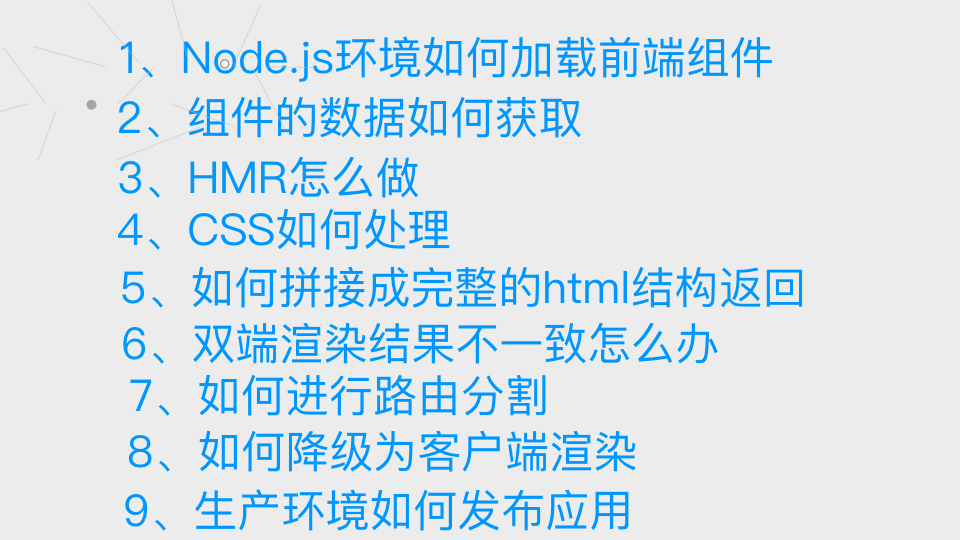 1、Node.js环境如何加载前端组件
2、组件的数据如何获取
3、HMR怎么做
4、CSS如何处理
5、如何拼接成完整的html结构返回
6、双端渲染结果不一致怎么办
7、如何进行路由分割
8、如何降级为客户端渲染
9、生产环境如何发布应用